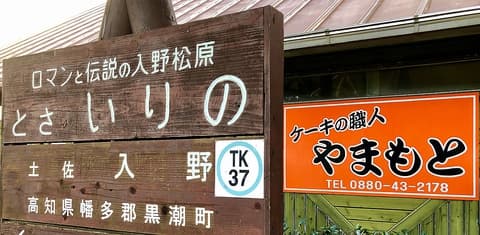 ロマンと伝説の入野松原
とさ いりの
土佐入野
TK
37
高知県幡多郡黒潮町
ケーキの職人
やまもと
TEL 0880-43-2178